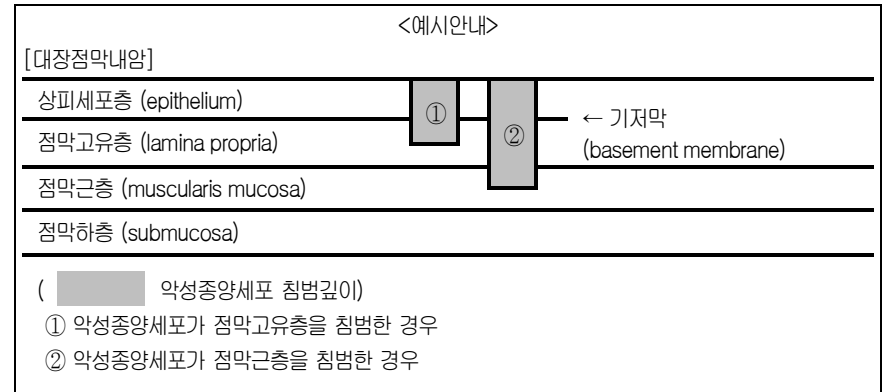 <예시안내>
[대장점막내암]
상피세포층 (epithelium)
①
② ← 기저막
점막고유층 (lamina propria)
(basement membrane)
점막근층 (muscularis mucosa)
점막하층 (submucosa)
( 악성종양세포 침범깊이)
① 악성종양세포가 점막고유층을 침범한 경우
② 악성종양세포가 점막근층을 침범한 경우